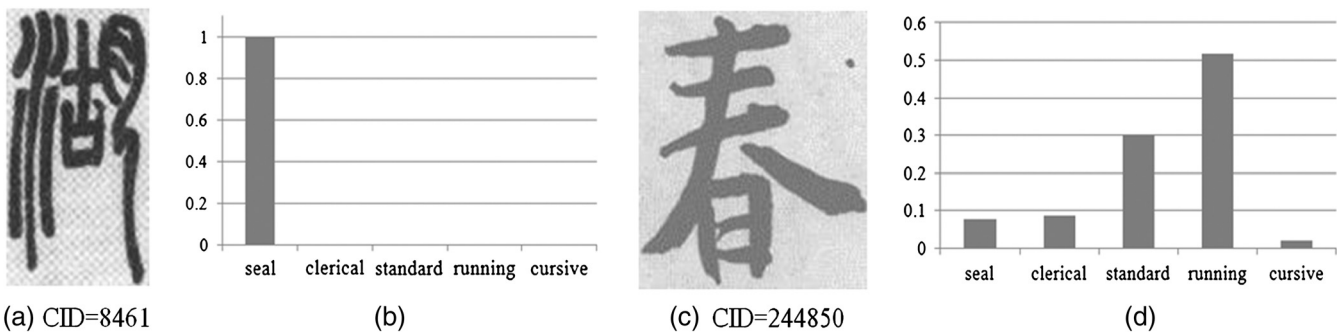 湖
1
0.8
0.6
0.4
0.2
0
seal clerical standard running cursive
(a) CID=8461
(b)
春
0.6
0.5
0.4
0.3
0.2
0.1
0
seal clerical standard running cursive
(c) CID=244850
(d)